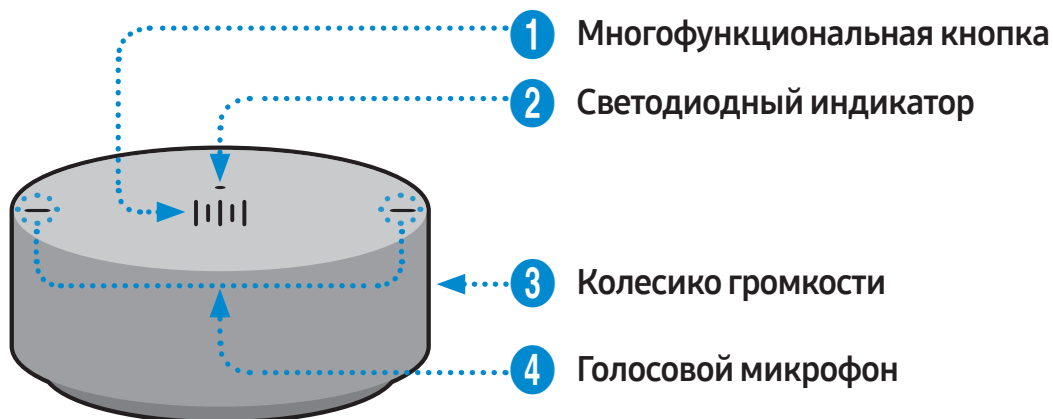 1 Многофункциональная кнопка
2 Светодиодный индикатор
3 Колесико громкости
4 Голосовой микрофон